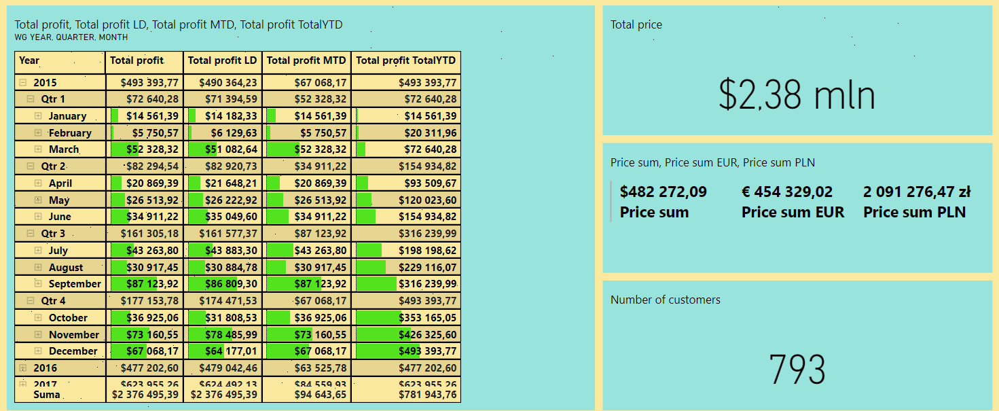 Total profit, Total profit LD, Total profit MTD, Total profit TotalYTD
WG YEAR, QUARTER, MONTH
Year Total profit Total profit LD Total profit MTD Total profit TotalYTD
2015 $493 393,77 $490 364,23 $67 068,17 $493 393,77
Qtr 1 $72 640,28 $71 394,59 $52 328,32 $72 640,28
January $14 561,39 $14 182,33 $14 561,39 $14 561,39
February $5 750,57 $6 129,63 $5 750,57 $20 311,96
March $52 328,32 $51 082,64 $52 328,32 $72 640,28
Qtr 2 $82 294,54 $82 920,73 $34 911,22 $154 934,82
April $20 869,39 $21 648,21 $20 869,39 $93 509,67
May $26 513,92 $26 222,92 $26 513,92 $120 023,60
June $34 911,22 $35 049,60 $34 911,22 $154 934,82
Qtr 3 $161 305,18 $161 577,37 $87 123,92 $316 239,99
July $43 263,80 $43 883,30 $43 263,80 $198 198,62
August $30 917,45 $30 884,78 $30 917,45 $229 116,07
September $87 123,92 $86 809,30 $87 123,92 $316 239,99
Qtr 4 $177 153,78 $174 471,53 $67 068,17 $493 393,77
October $36 925,06 $31 808,53 $36 925,06 $353 165,05
November $73 160,55 $78 485,99 $73 160,55 $426 325,60
December $67 068,17 $64 177,01 $67 068,17 $493 393,77
2016 $477 202,60 $479 042,46 $63 525,78 $477 202,60
2017 $623 955,26 $624 492,13 $84 559,93 $623 955,26
Suma $2 376 495,39 $2 376 495,39 $94 643,65 $781 943,76
Total price
$2,38 mln
Price sum, Price sum EUR, Price sum PLN
$482 272,09 € 454 329,02 2 091 276,47 zł
Price sum Price sum EUR Price sum PLN
Number of customers
793